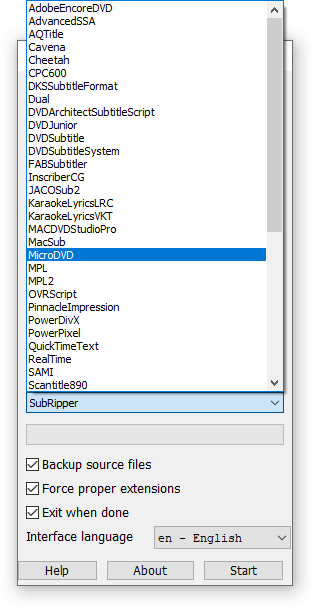 AdobeEncoreDVD
AdvancedSSA
AQTitle
Cavena
Cheetah
CPC600
DKSSubtitleFormat
Dual
DVDArchitectSubtitleScript
DVDJunior
DVDSubtitle
DVDSubtitleSystem
FABSubtitler
InscriberCG
JACOSub2
KaraokeLyricsLRC
KaraokeLyricsVKT
MACDVDStudioPro
MacSub
MicroDVD
MPL
MPL2
OVRScript
PinnacleImpression
PowerDivX
PowerPixel
QuickTimeText
RealTime
SAMI
Scantitle890
SubRipper
Backup source files
Force proper extensions
Exit when done
Interface language en - English
Help About Start